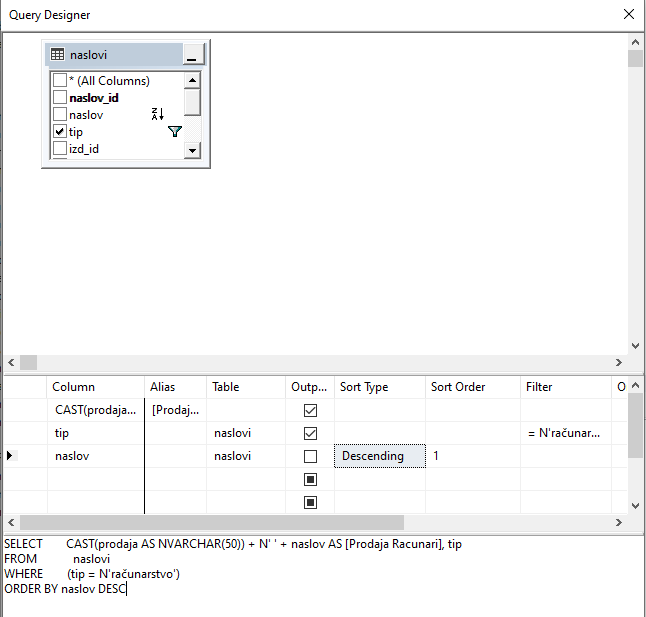 Query Designer
naslovi
* (All Columns)
naslov_id
naslov
tip
izd_id
Column Alias Table Outp... Sort Type Sort Order Filter O
CAST(prodaja... [Prodaj...
tip naslovi = N'računar...
naslov naslovi Descending 1
SELECT CAST(prodaja AS NVARCHAR(50)) + N' ' + naslov AS [Prodaja Racunari], tip
FROM naslovi
WHERE (tip = N'računarstvo')
ORDER BY naslov DESC